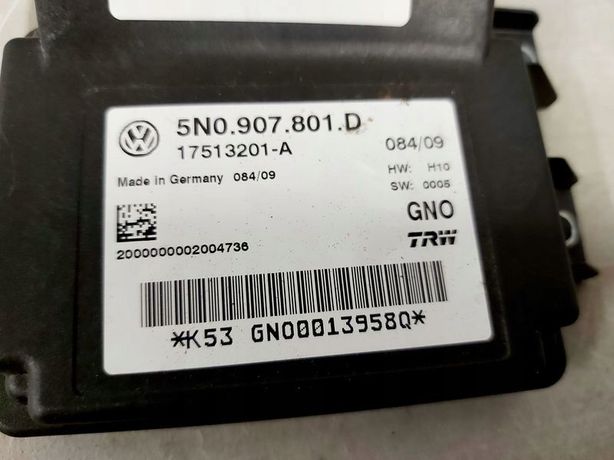 5N0.907.801.D
17513201-A
084/09
Made in Germany 084/09
HW: H10
SW: 0005
GNO
TRW
2000000002004736
*K53 GNO00013958Q*